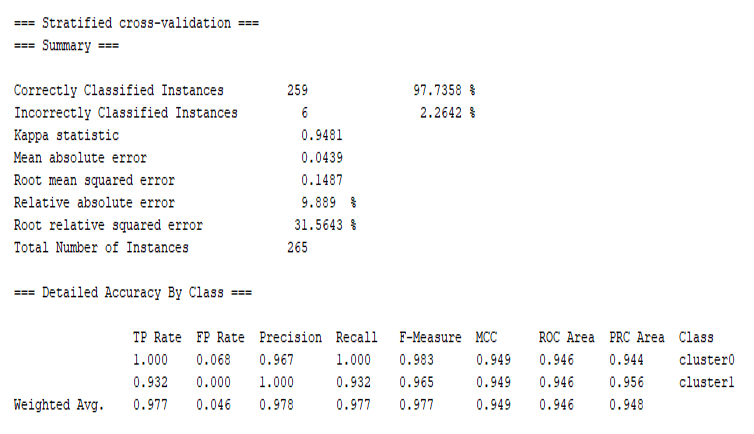 === Stratified cross-validation ===
=== Summary ===
Correctly Classified Instances 259 97.7358 %
Incorrectly Classified Instances 6 2.2642 %
Kappa statistic 0.9481
Mean absolute error 0.0439
Root mean squared error 0.1487
Relative absolute error 9.889 %
Root relative squared error 31.5643 %
Total Number of Instances 265
=== Detailed Accuracy By Class ===
TP Rate FP Rate Precision Recall F-Measure MCC ROC Area PRC Area Class
1.000 0.068 0.967 1.000 0.983 0.949 0.946 0.944 cluster0
0.932 0.000 1.000 0.932 0.965 0.949 0.946 0.956 cluster1
Weighted Avg. 0.977 0.046 0.978 0.977 0.977 0.949 0.946 0.948